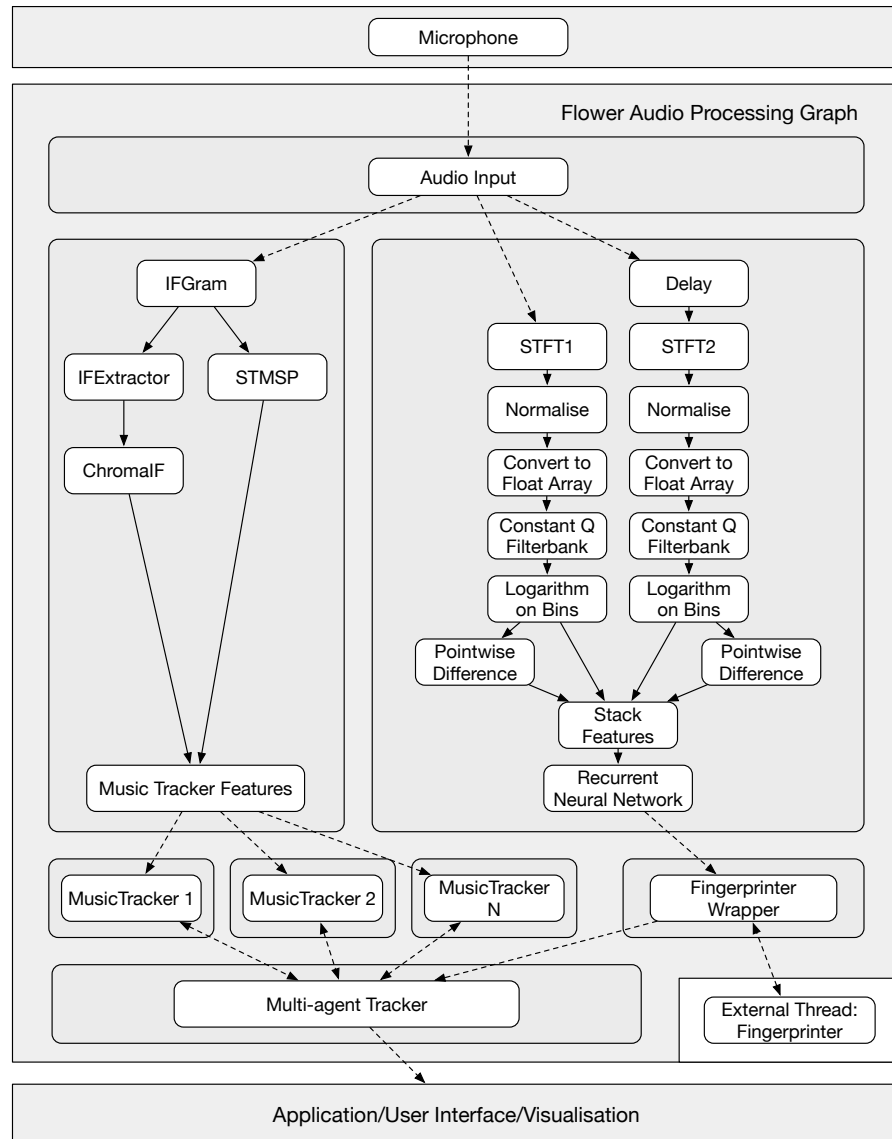 Microphone
Flower Audio Processing Graph
Audio Input
IFGram
Delay
IFExtractor
STMSP
STFT1
STFT2
Normalise
Normalise
ChromaIF
Convert to
Float Array
Convert to
Float Array
Constant Q
Filterbank
Constant Q
Filterbank
Logarithm
on Bins
Logarithm
on Bins
Pointwise
Difference
Pointwise
Difference
Stack
Features
Music Tracker Features
Recurrent
Neural Network
MusicTracker 1
MusicTracker 2
MusicTracker
N
Fingerprinter
Wrapper
Multi-agent Tracker
External Thread:
Fingerprinter
Application/User Interface/Visualisation